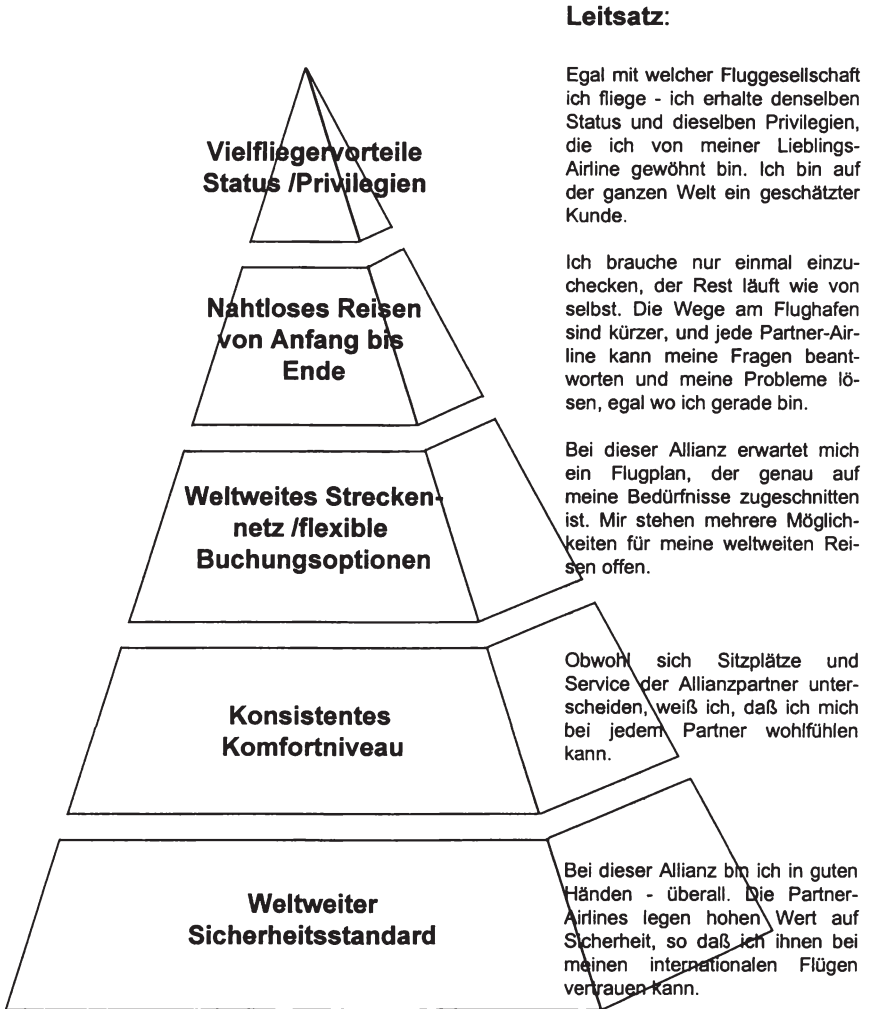 Leitsatz:
Vielfliegervorteile
Status /Privilegien
Egal mit welcher Fluggesellschaft
ich fliege - ich erhalte denselben
Status und dieselben Privilegien,
die ich von meiner Lieblings-
Airline gewöhnt bin. Ich bin auf
der ganzen Welt ein geschätzter
Kunde.
Nahtloses Reisen
von Anfang bis
Ende
Ich brauche nur einmal einzu-
checken, der Rest läuft wie von
selbst. Die Wege am Flughafen
sind kürzer, und jede Partner-Air-
line kann meine Fragen beant-
worten und meine Probleme lö-
sen, egal wo ich gerade bin.
Weltweites Strecken-
netz /flexible
Buchungsoptionen
Bei dieser Allianz erwartet mich
ein Flugplan, der genau auf
meine Bedürfnisse zugeschnitten
ist. Mir stehen mehrere Möglich-
keiten für meine weltweiten Rei-
sen offen.
Konsistentes
Komfortniveau
Obwohl sich Sitzplätze und
Service der Allianzpartner unter-
scheiden, weiß ich, daß ich mich
bei jedem Partner wohlfühlen
kann.
Weltweiter
Sicherheitsstandard
Bei dieser Allianz bin ich in guten
Händen - überall. Die Partner-
Airlines legen hohen Wert auf
Sicherheit, so daß ich ihnen bei
meinen internationalen Flügen
vertrauen kann.